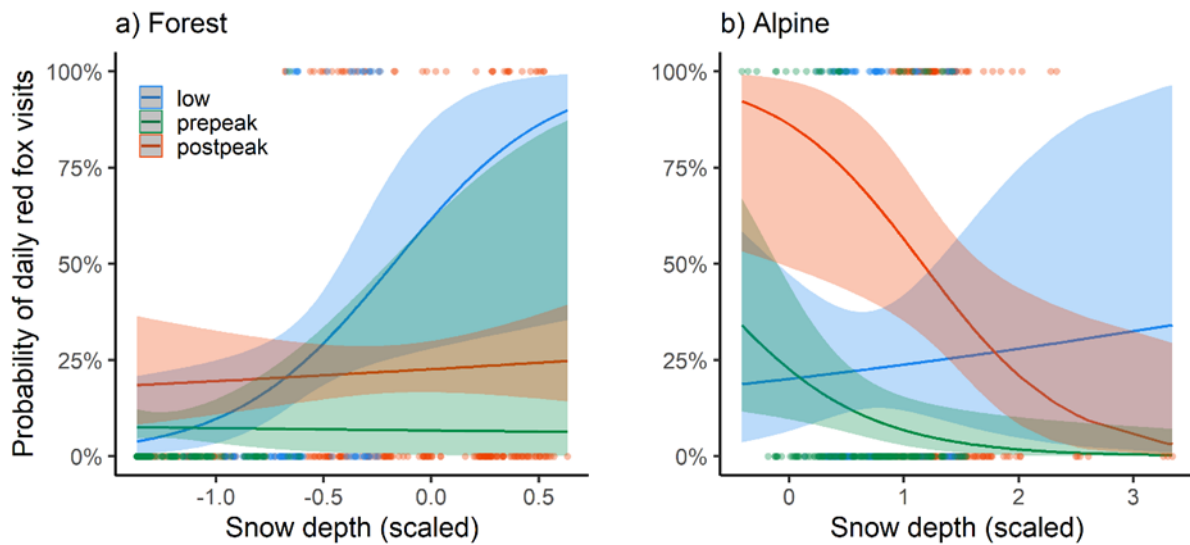 a) Forest
b) Alpine
Probability of daily red fox visits
100%
75%
50%
25%
0%
low
prepeak
postpeak
-1.0
-0.5
0.0
0.5
Snow depth (scaled)
100%
75%
50%
25%
0%
0
1
2
3
Snow depth (scaled)